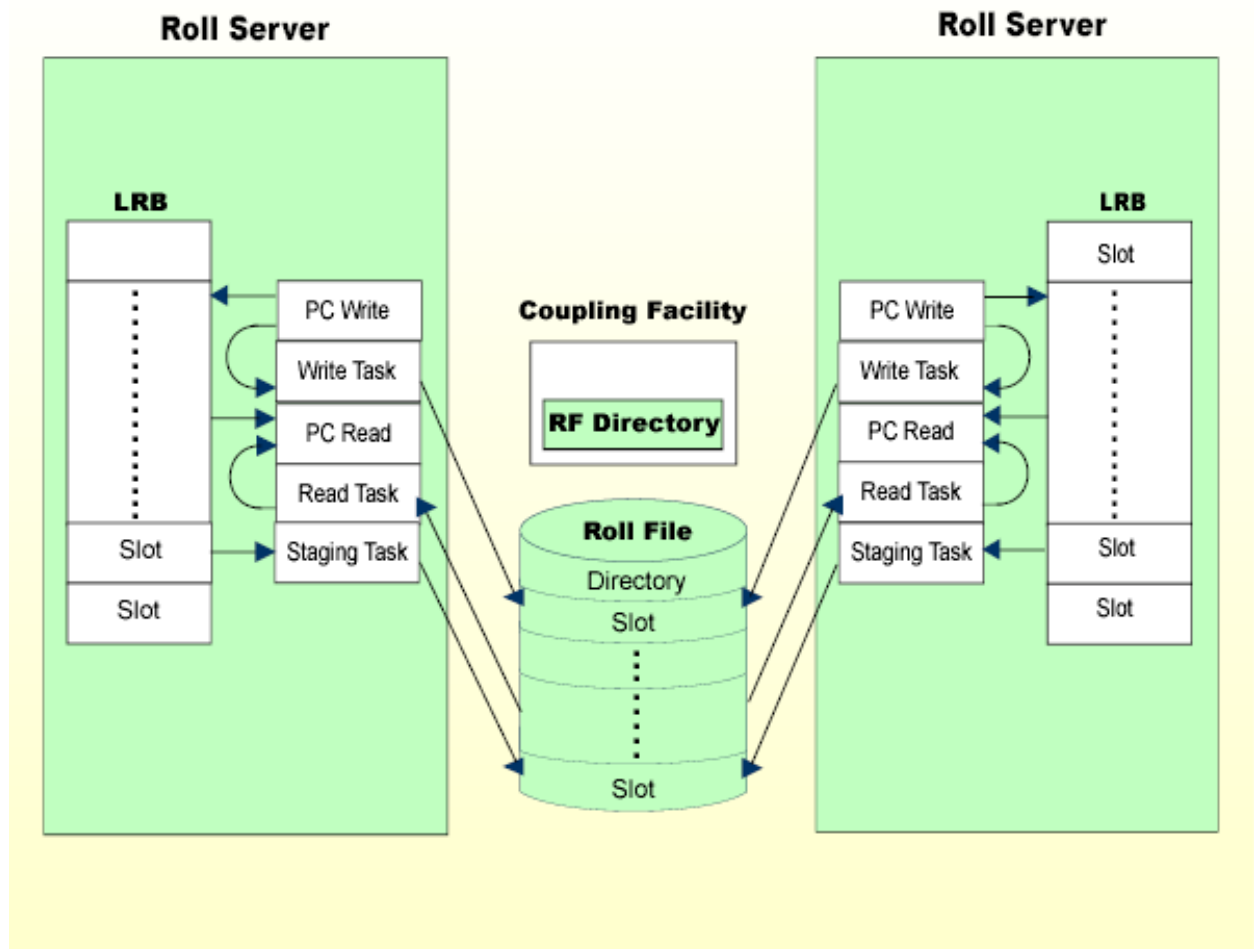 Roll Server
LRB
PC Write
Write Task
PC Read
Read Task
Slot
Staging Task
Slot
Coupling Facility
RF Directory
Roll File
Directory
Slot
Slot
Roll Server
LRB
Slot
PC Write
Write Task
PC Read
Read Task
Staging Task
Slot
Slot